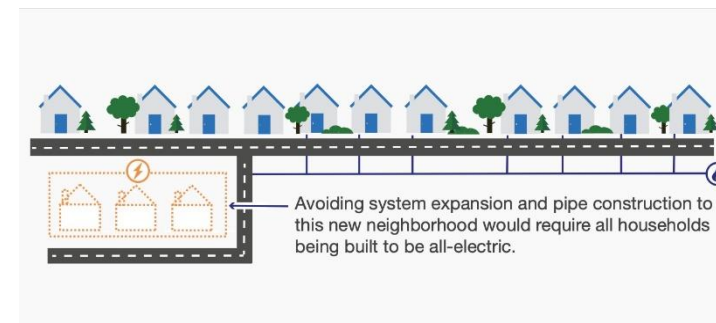 Avoiding system expansion and pipe construction to
this new neighborhood would require all households
being built to be all-electric.